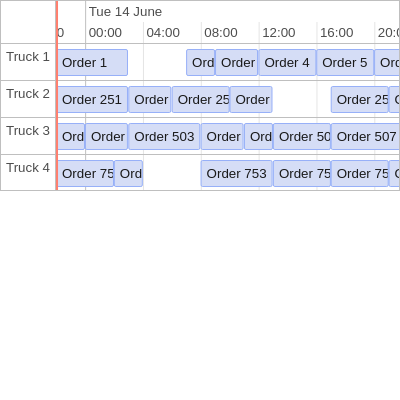 Tue 14 June
0 00:00 04:00 08:00 12:00 16:00 20:0
Truck 1 Order 1 Ord Order Order 4 Order 5 Ord
Truck 2 Order 251 Order Order 25 Order Order 25
Truck 3 Ord Order Order 503 Order Ord Order 50 Order 507
Truck 4 Order 75 Ord Order 753 Order 75 Order 75